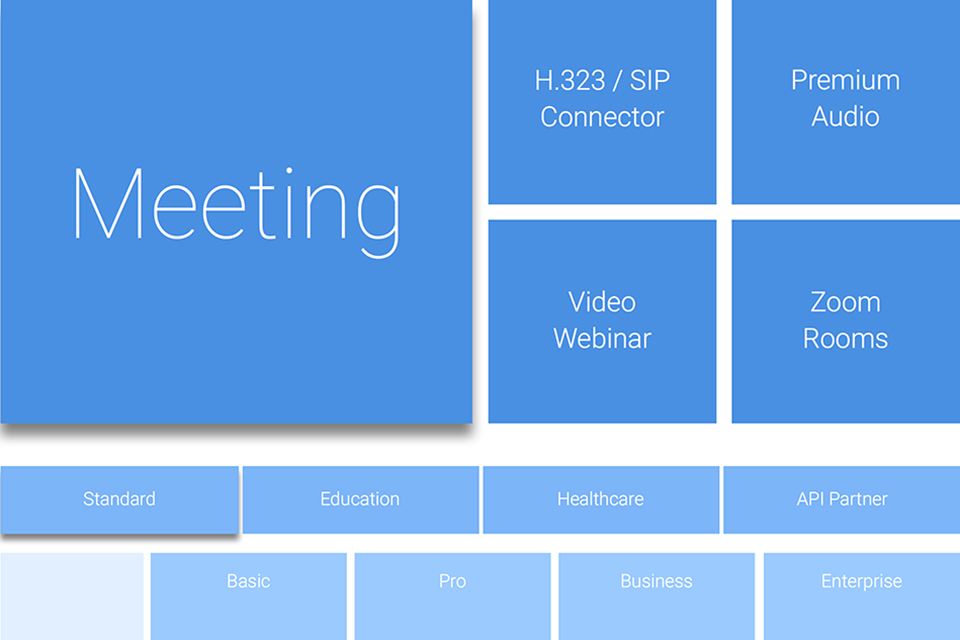 Meeting
H.323 / SIP
Connector
Premium
Audio
Video
Webinar
Zoom
Rooms
Standard
Education
Healthcare
API Partner
Basic
Pro
Business
Enterprise